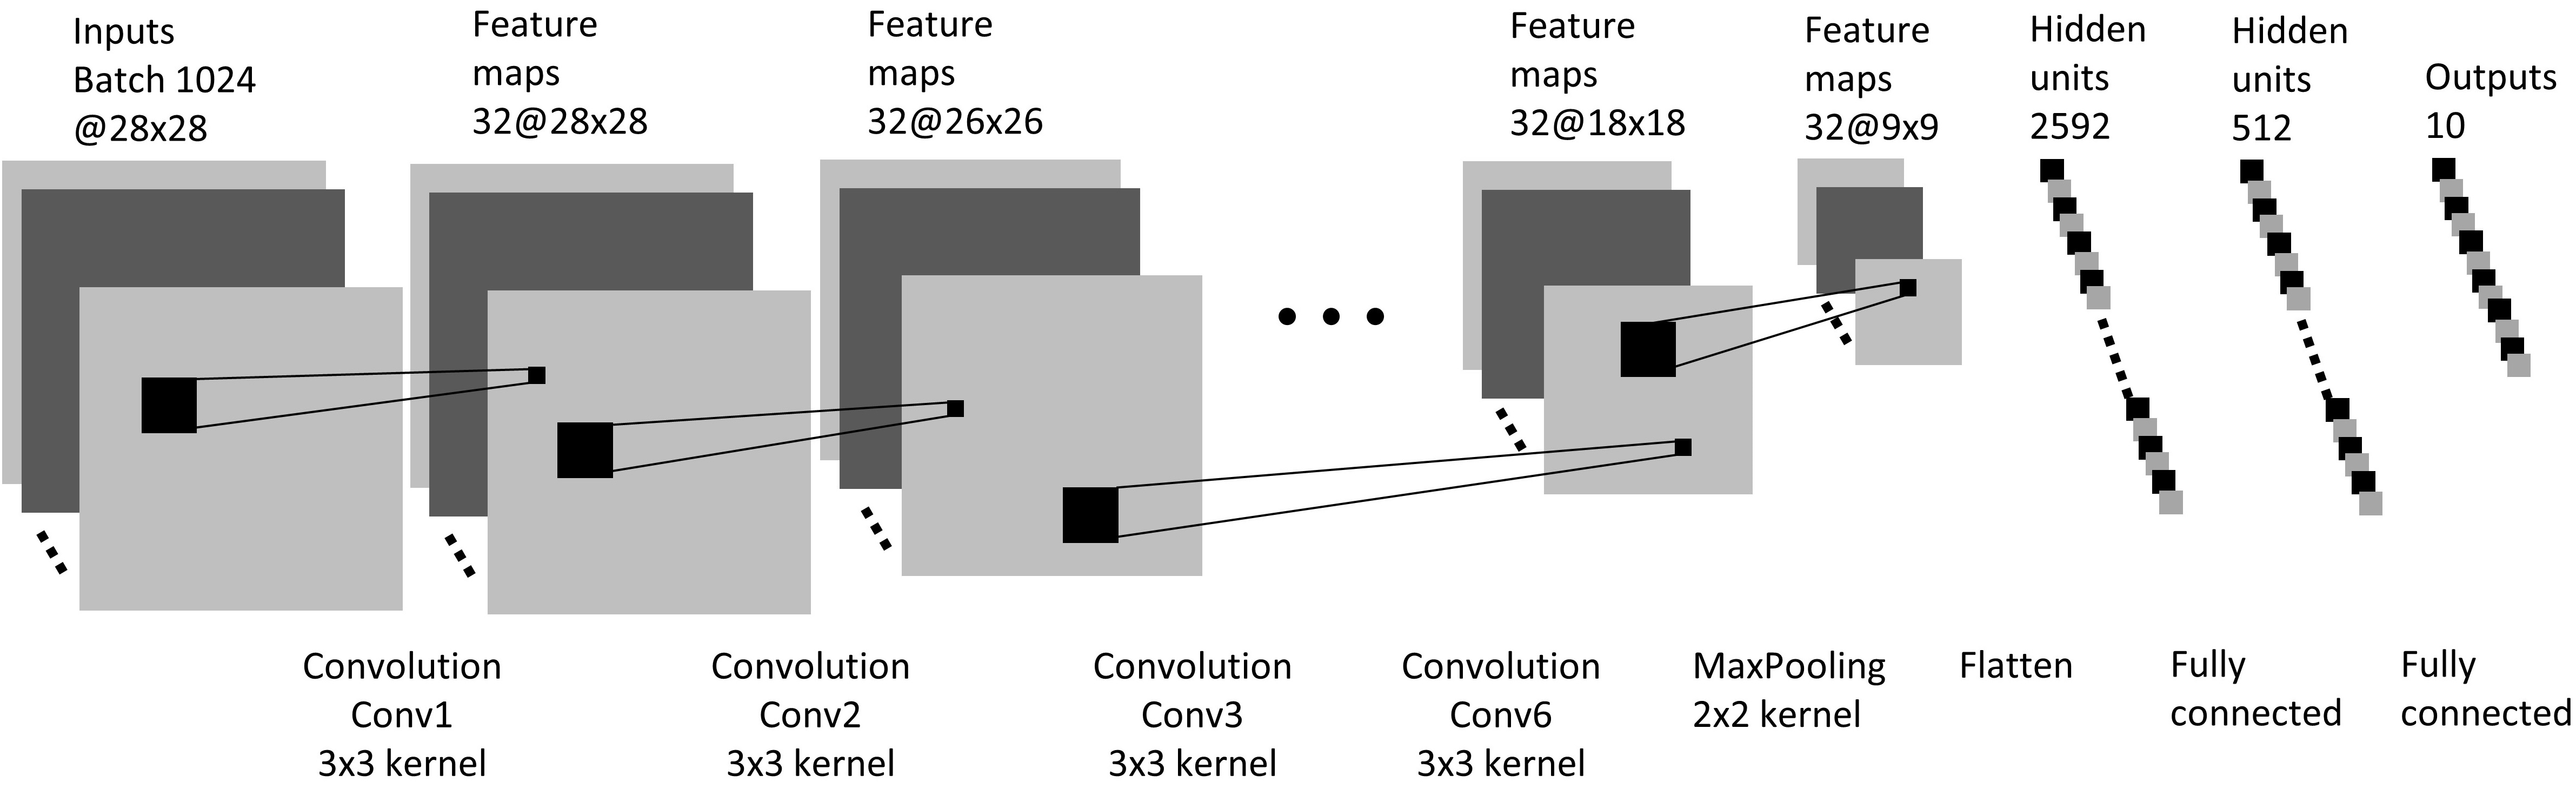 Inputs
Batch 1024
@28x28
Feature
maps
32@28x28
Feature
maps
32@26x26
Feature
maps
32@18x18
Feature
maps
32@9x9
Hidden
units
2592
Hidden
units
512
Outputs
10
Convolution
Conv1
3x3 kernel
Convolution
Conv2
3x3 kernel
Convolution
Conv3
3x3 kernel
Convolution
Conv6
3x3 kernel
MaxPooling
2x2 kernel
Flatten
Fully
connected
Fully
connected